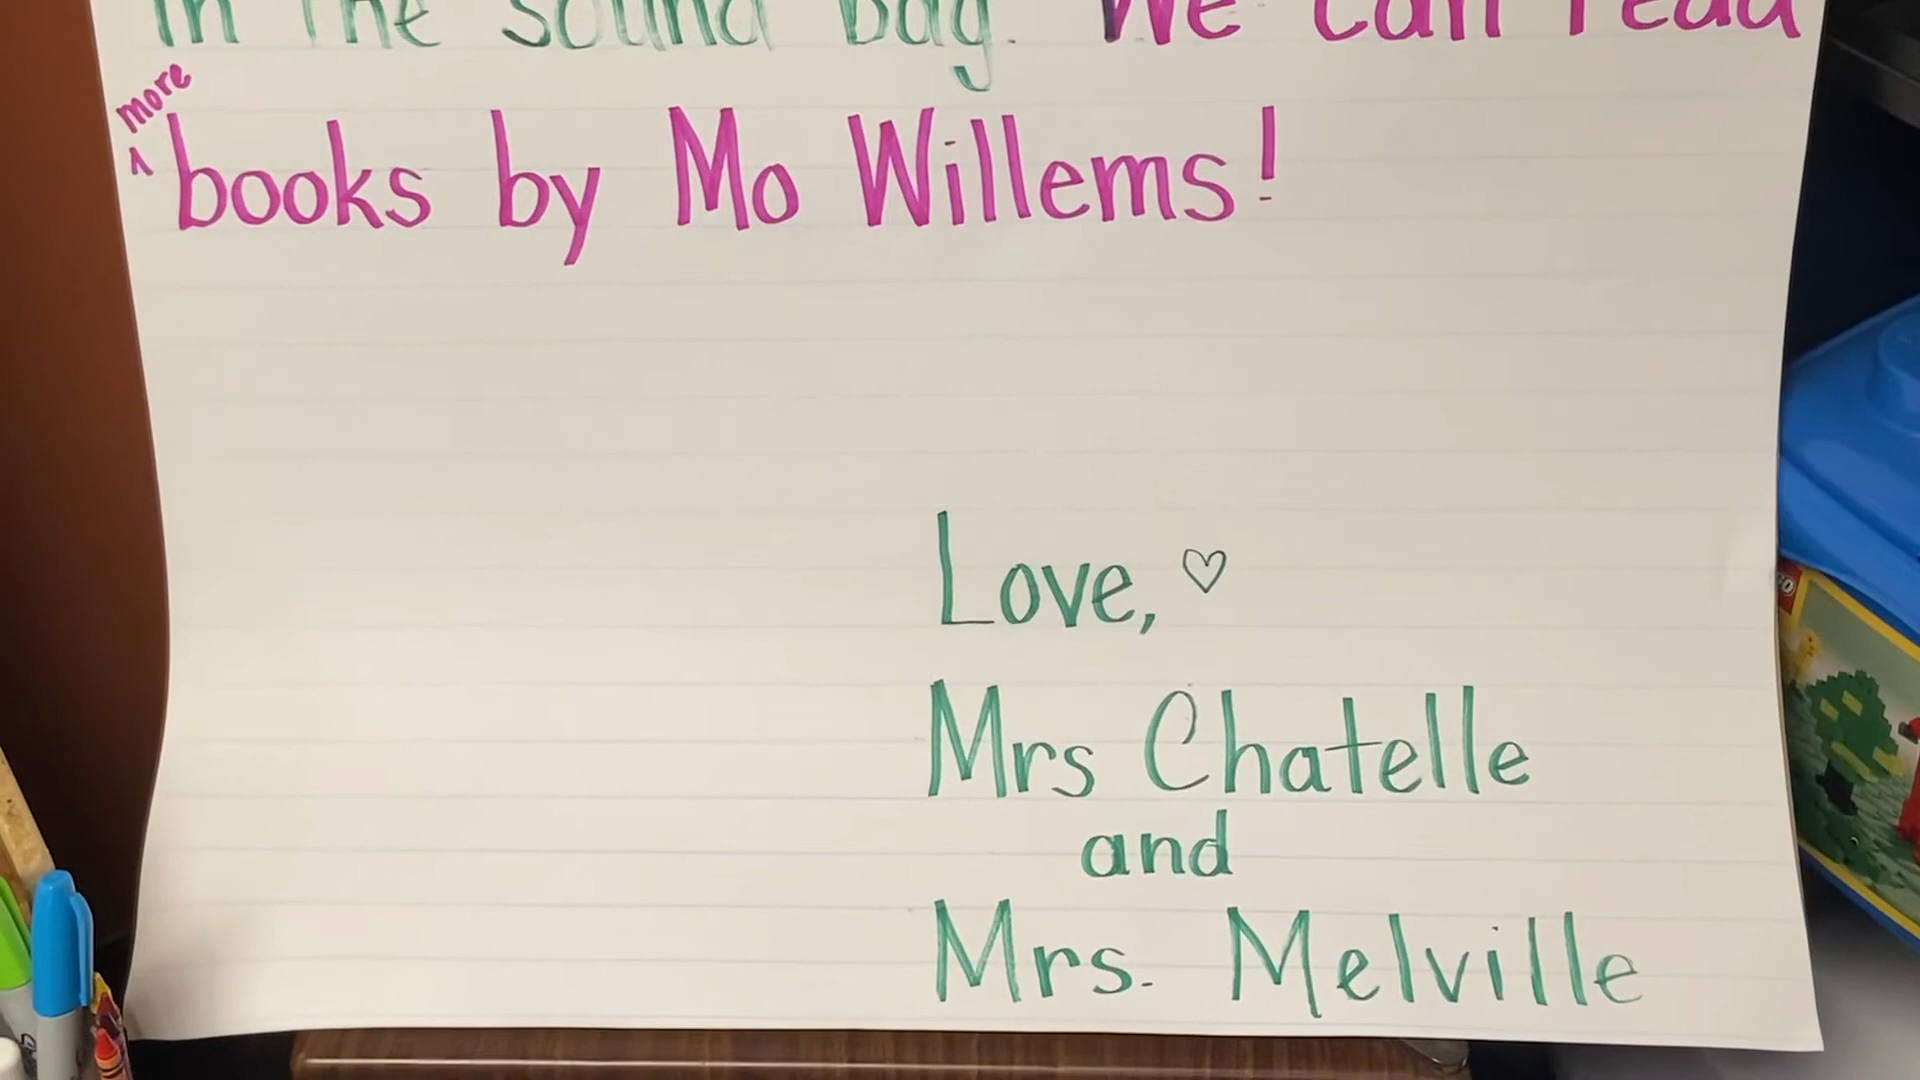 in the sound bag. We can read
more
^ books by Mo Willems!
Love, ♡
Mrs Chatelle
and
Mrs. Melville